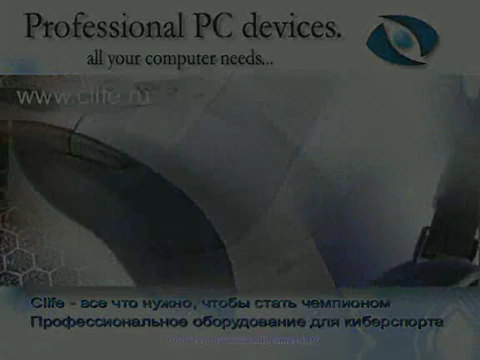 Professional PC devices.
all your computer needs...
www.clife.ru
Clife - все что нужно, чтобы стать чемпионом
Профессиональное оборудование для киберспорта